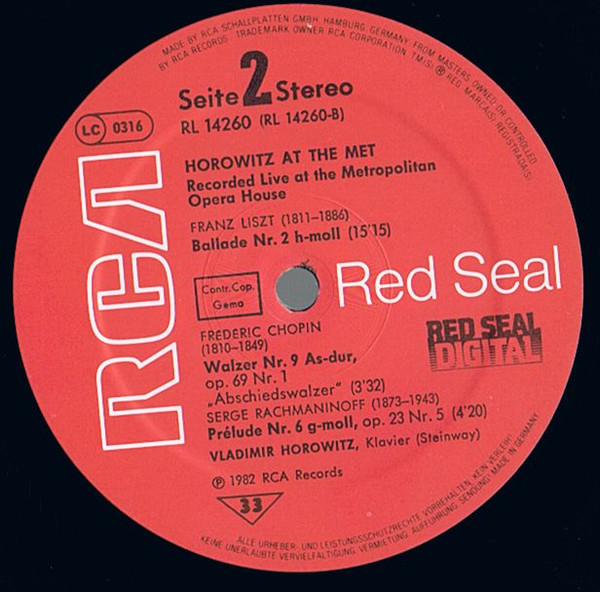 MADE BY RCA SCHALLPLATTEN GMBH, HAMBURG, GERMANY, FROM MASTERS OWNED OR CONTROLLED
BY RCA RECORDS TRADEMARK OWNER RCA CORPORATION TM(S) ® RED. MARCA(S) REGISTRADA(S)
Seite 2 Stereo
RL 14260 (RL 14260-B)
LC 0316
HOROWITZ AT THE MET
Recorded Live at the Metropolitan
Opera House
FRANZ LISZT (1811–1886)
Ballade Nr. 2 h-moll (15'15)
RCA
Red Seal
Contr. Cop.
Gema
RED SEAL
DIGITAL
FRÉDÉRIC CHOPIN
(1810–1849)
Walzer Nr. 9 As-dur,
op. 69 Nr. 1
„Abschiedswalzer“ (3'32)
SERGE RACHMANINOFF (1873–1943)
Prélude Nr. 6 g-moll, op. 23 Nr. 5 (4'20)
VLADIMIR HOROWITZ, Klavier (Steinway)
℗ 1982 RCA Records
33
ALLE URHEBER- UND LEISTUNGSSCHUTZRECHTE VORBEHALTEN, KEIN VERLEIH!
KEINE UNERLAUBTE VERVIELFÄLTIGUNG, VERMIETUNG, AUFFÜHRUNG, SENDUNG! MADE IN GERMANY